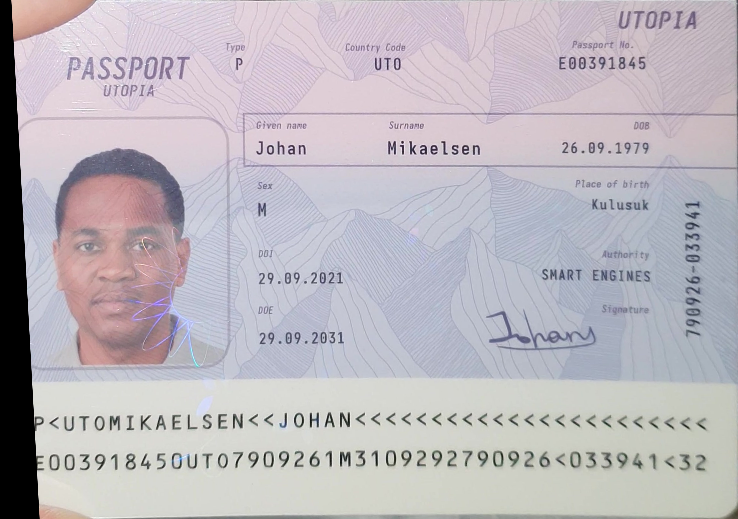 UTOPIA
PASSPORT
UTOPIA
Type
P
Country Code
UTO
Passport No.
E00391845
Given name
Johan
Surname
Mikaelsen
DOB
26.09.1979
Sex
M
Place of birth
Kulusuk
DOI
29.09.2021
Authority
SMART ENGINES
DOE
29.09.2031
Signature
Johans
790926-033941
P<UTOMIKAELSEN<<JOHAN<<<<<<<<<<<<<<<<<<<<<<<
E003918450UTO7909261M3109292790926<033941<32